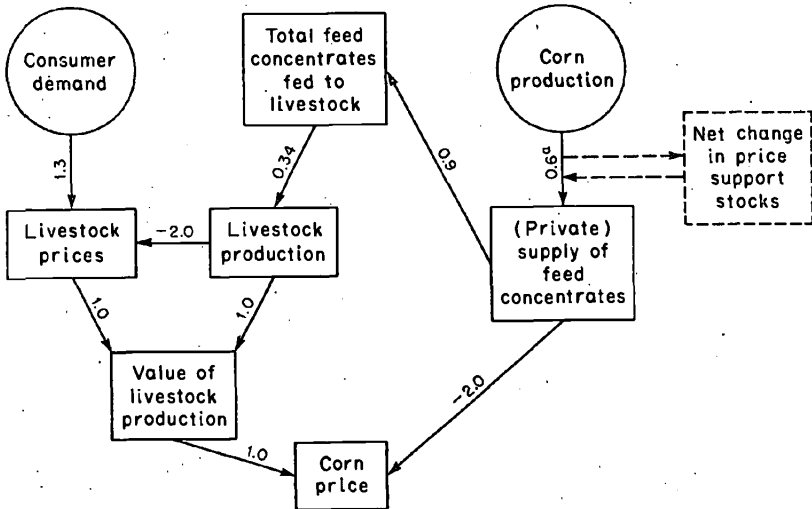 Consumer
demand
Total feed
concentrates
fed to
livestock
Corn
production
Net change
in price
support
stocks
1.3
0.34
0.9
0.6a
Livestock
prices
-2.0
Livestock
production
(Private)
supply of
feed
concentrates
1.0
1.0
Value of
livestock
production
-2.0
1.0
Corn
price